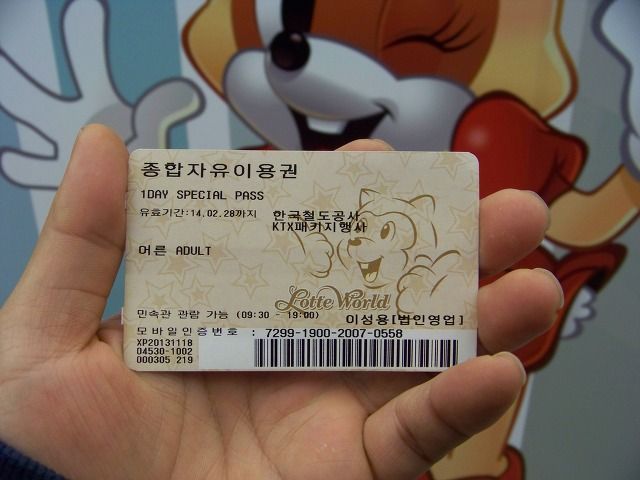 종합자유이용권
1DAY SPECIAL PASS
유효기간:14.02.28까지
한국철도공사
KTX패키지행사
어른 ADULT
Lotte World
민속관 관람 가능 (09:30 - 19:00)
이성용[법인영업]
모바일인증번호 : 7299-1900-2007-0558
XP20131118
04530-1002
000305 219